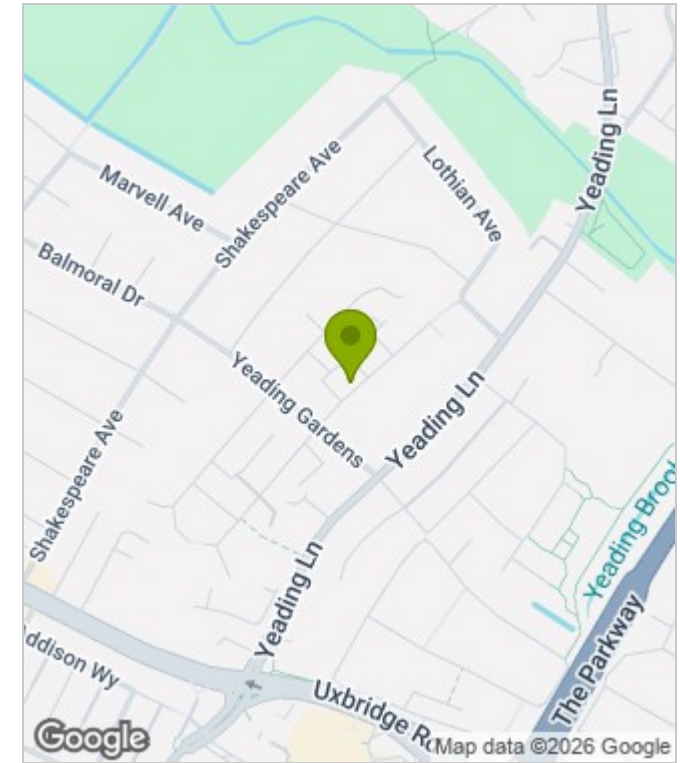 Yeading Ln
Lothian Ave
Shakespeare Ave
Marvell Ave
Balmoral Dr
Yeading Gardens
Yeading Ln
Shakespeare Ave
Yeading Brook
Yeading Ln
The Parkway
ddison Wy
Uxbridge R
Google
Map data ©2026 Google